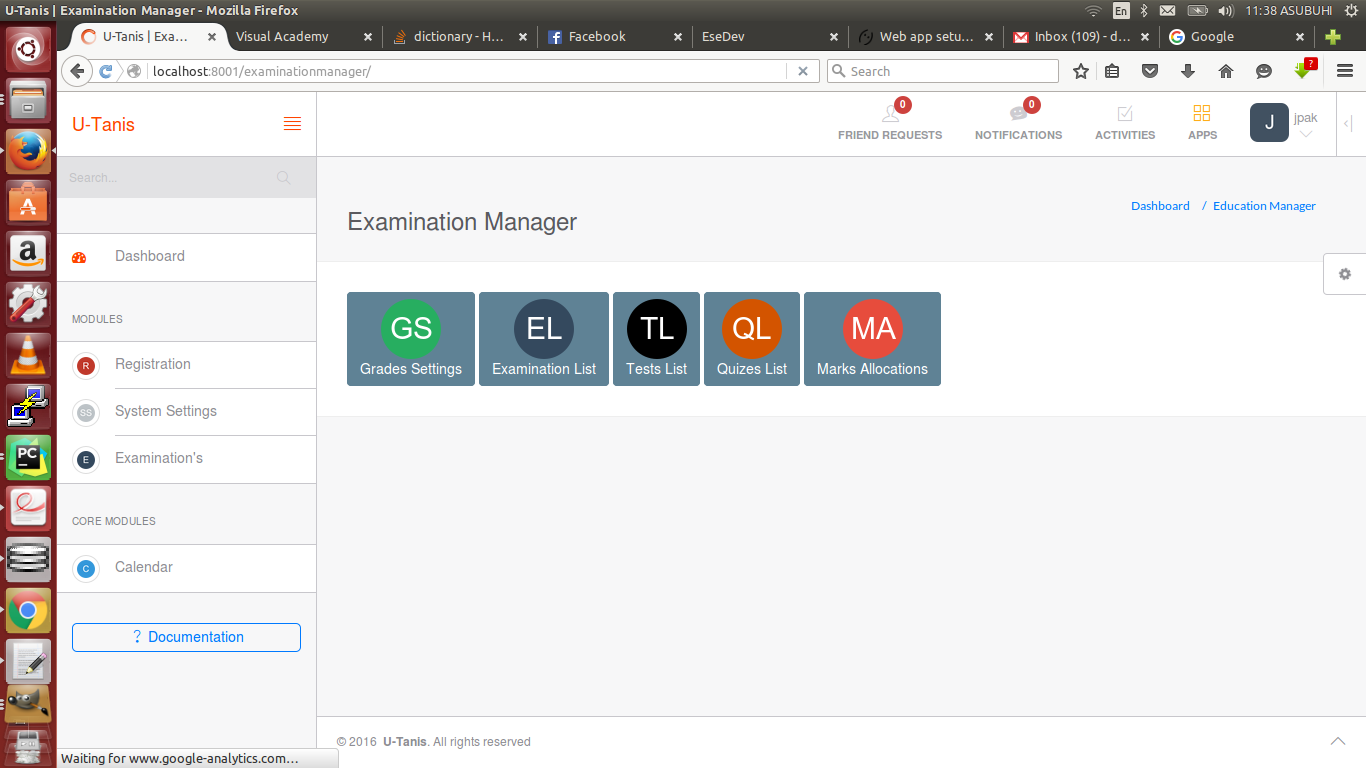 U-Tanis | Examination Manager - Mozilla Firefox
En
11:38 ASUBUHI
U-Tanis | Exa…
Visual Academy
dictionary - H…
Facebook
EseDev
Web app setu…
Inbox (109) - d…
Google
localhost:8001/examinationmanager/
Search
?
U-Tanis
0
FRIEND REQUESTS
0
NOTIFICATIONS
ACTIVITIES
APPS
J
jpak
Search...
Examination Manager
Dashboard / Education Manager
Dashboard
MODULES
R
Registration
SS
System Settings
E
Examination's
CORE MODULES
C
Calendar
? Documentation
GS
Grades Settings
EL
Examination List
TL
Tests List
QL
Quizes List
MA
Marks Allocations
PC
© 2016 U-Tanis. All rights reserved
Waiting for www.google-analytics.com…